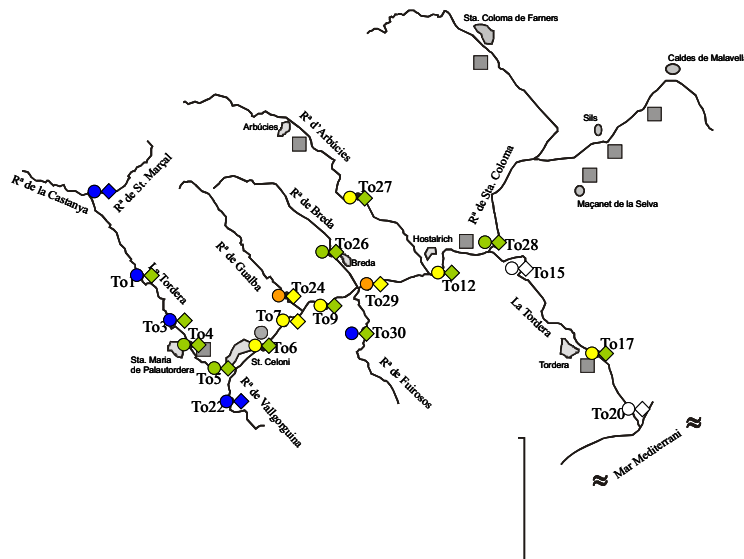 Sta. Coloma de Farners
Caldes de Malavell
Sils
Maçanet de la Selva
Arbúcies
Rª d'Arbúcies
Rª de Sta. Coloma
Rª de la Castanya
Rª de St. Marçal
Rª de Breda
Rª de Gualba
To27
To26
Breda
Hostalrich
To28
To15
To1
La Tordera
To24
To29
To12
La Tordera
To3
To4
To7
To9
To30
Sta. Maria
de Palautordera
To5
To6
St. Celoni
To17
Tordera
Rª de Fuirosos
To22
Rª de Vallgorguina
To20
Mar Mediterrani